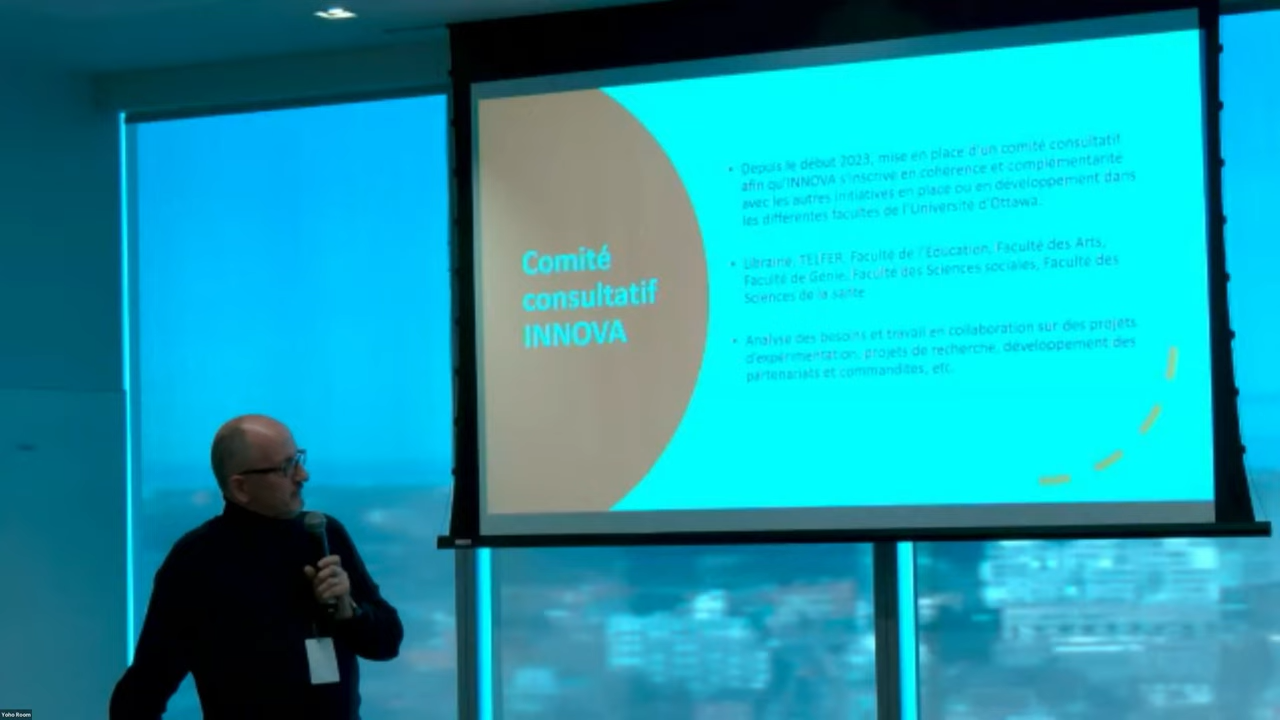 Comité
consultatif
INNOVA
• Depuis le début 2023, mise en place d'un comité consultatif
afin qu'INNOVA s'inscrive en cohérence et complémentarité
avec les autres initiatives en place ou en développement dans
les différentes facultés de l'Université d'Ottawa.
• Librairie, TELFER, Faculté de l'Éducation, Faculté des Arts,
Faculté de Génie, Faculté des Sciences sociales, Faculté des
Sciences de la santé
• Analyse des besoins et travail en collaboration sur des projets
d'expérimentation, projets de recherche, développement des
partenariats et commandites, etc.
Yoho Room